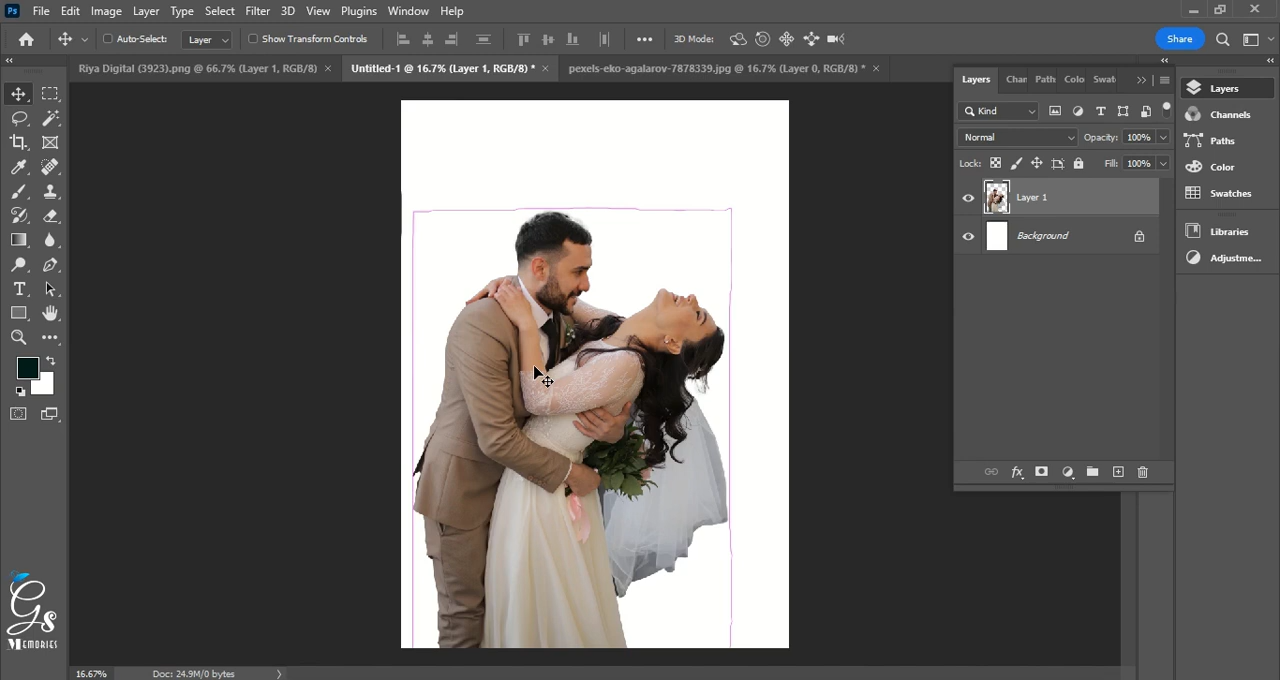 Ps File Edit Image Layer Type Select Filter 3D View Plugins Window Help
Auto-Select: Layer Show Transform Controls 3D Mode: Share
Riya Digital (3923).png @ 66.7% (Layer 1, RGB/8) × Untitled-1 @ 16.7% (Layer 1, RGB/8) * × pexels-eko-agalarov-7878339.jpg @ 16.7% (Layer 0, RGB/8) * ×
Layers Char Path Colo Swat
Kind
Normal Opacity: 100%
Lock: Fill: 100%
Layer 1
Background
fx
Layers
Channels
Paths
Color
Swatches
Libraries
Adjustme...
Gs
MEMORIES
16.67% Doc: 24.9M/0 bytes